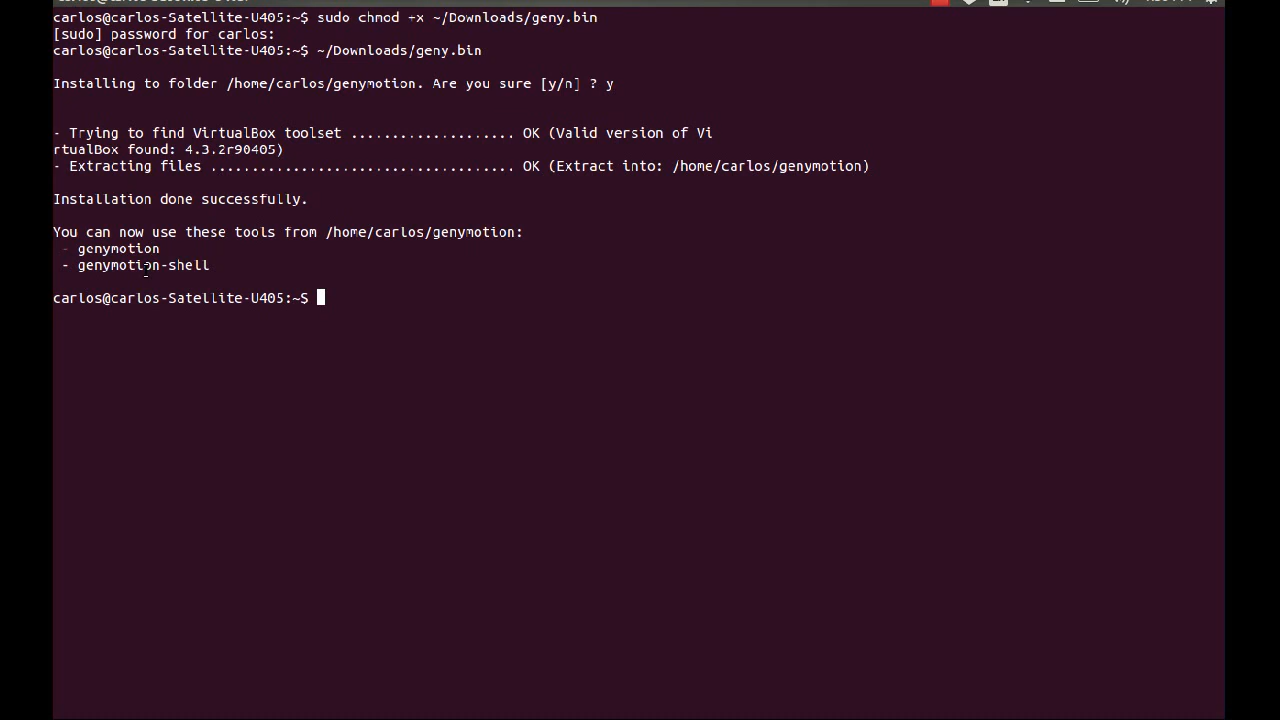 carlos@carlos-Satellite-U405:~$ sudo chmod +x ~/Downloads/geny.bin
[sudo] password for carlos:
carlos@carlos-Satellite-U405:~$ ~/Downloads/geny.bin
Installing to folder /home/carlos/genymotion. Are you sure [y/n] ? y
- Trying to find VirtualBox toolset .................... OK (Valid version of Vi
rtualBox found: 4.3.2r90405)
- Extracting files ..................................... OK (Extract into: /home/carlos/genymotion)
Installation done successfully.
You can now use these tools from /home/carlos/genymotion:
- genymotion
- genymotion-shell
carlos@carlos-Satellite-U405:~$